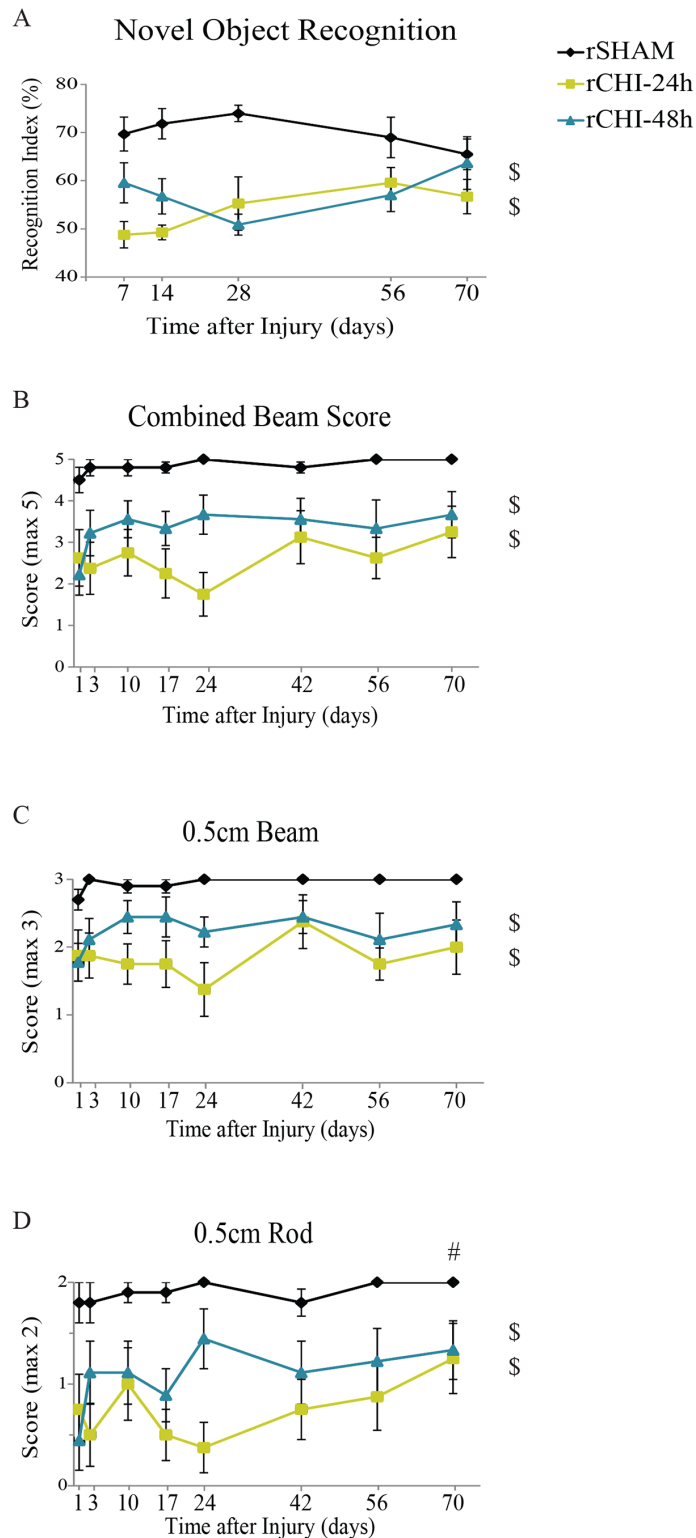 A
Novel Object Recognition
rSHAM
rCHI-24h
rCHI-48h
Recognition Index (%)
80
70
60
50
40
$
$
7 14 28 56 70
Time after Injury (days)
B
Combined Beam Score
Score (max 5)
5
4
3
2
1
0
$
$
1 3 10 17 24 42 56 70
Time after Injury (days)
C
0.5cm Beam
Score (max 3)
3
2
1
0
$
$
1 3 10 17 24 42 56 70
Time after Injury (days)
D
0.5cm Rod
#
Score (max 2)
2
1
0
$
$
1 3 10 17 24 42 56 70
Time after Injury (days)